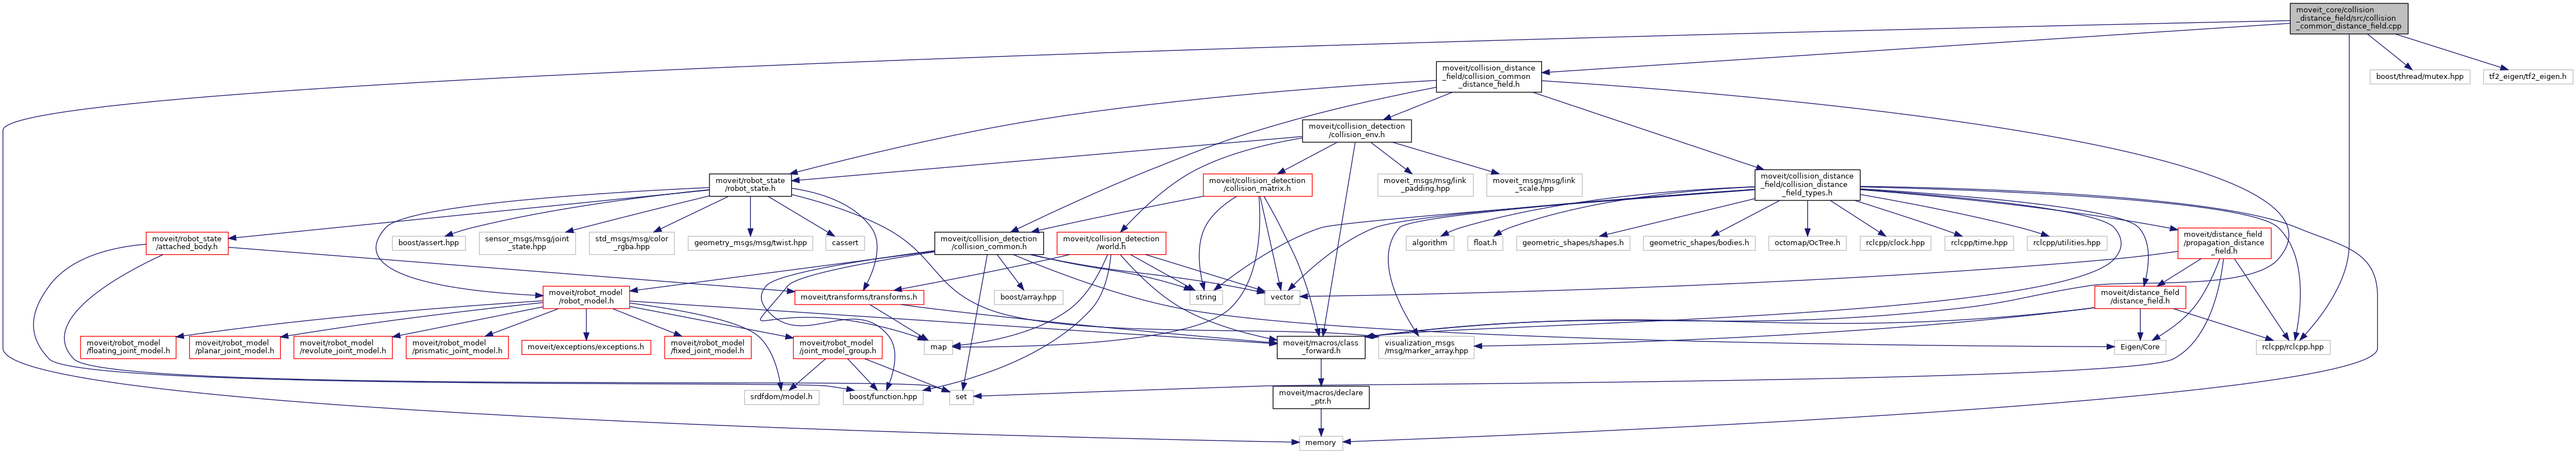 moveit_core/collision
_distance_field/src/collision
_common_distance_field.cpp
moveit/collision_distance
_field/collision_common
_distance_field.h
boost/thread/mutex.hpp
tf2_eigen/tf2_eigen.h
moveit/collision_detection
/collision_env.h
moveit/robot_state
/robot_state.h
moveit/collision_detection
/collision_matrix.h
moveit_msgs/msg/link
_padding.hpp
moveit_msgs/msg/link
_scale.hpp
moveit/collision_distance
_field/collision_distance
_field_types.h
moveit/robot_state
/attached_body.h
boost/assert.hpp
sensor_msgs/msg/joint
_state.hpp
std_msgs/msg/color
_rgba.hpp
geometry_msgs/msg/twist.hpp
cassert
moveit/collision_detection
/collision_common.h
moveit/collision_detection
/world.h
algorithm
float.h
geometric_shapes/shapes.h
geometric_shapes/bodies.h
octomap/OcTree.h
rclcpp/clock.hpp
rclcpp/time.hpp
rclcpp/utilities.hpp
moveit/distance_field
/propagation_distance
_field.h
moveit/robot_model
/robot_model.h
moveit/transforms/transforms.h
boost/array.hpp
string
vector
moveit/distance_field
/distance_field.h
moveit/robot_model
/floating_joint_model.h
moveit/robot_model
/planar_joint_model.h
moveit/robot_model
/revolute_joint_model.h
moveit/robot_model
/prismatic_joint_model.h
moveit/exceptions/exceptions.h
moveit/robot_model
/fixed_joint_model.h
moveit/robot_model
/joint_model_group.h
map
moveit/macros/class
_forward.h
visualization_msgs
/msg/marker_array.hpp
Eigen/Core
rclcpp/rclcpp.hpp
srdfdom/model.h
boost/function.hpp
set
moveit/macros/declare
_ptr.h
memory